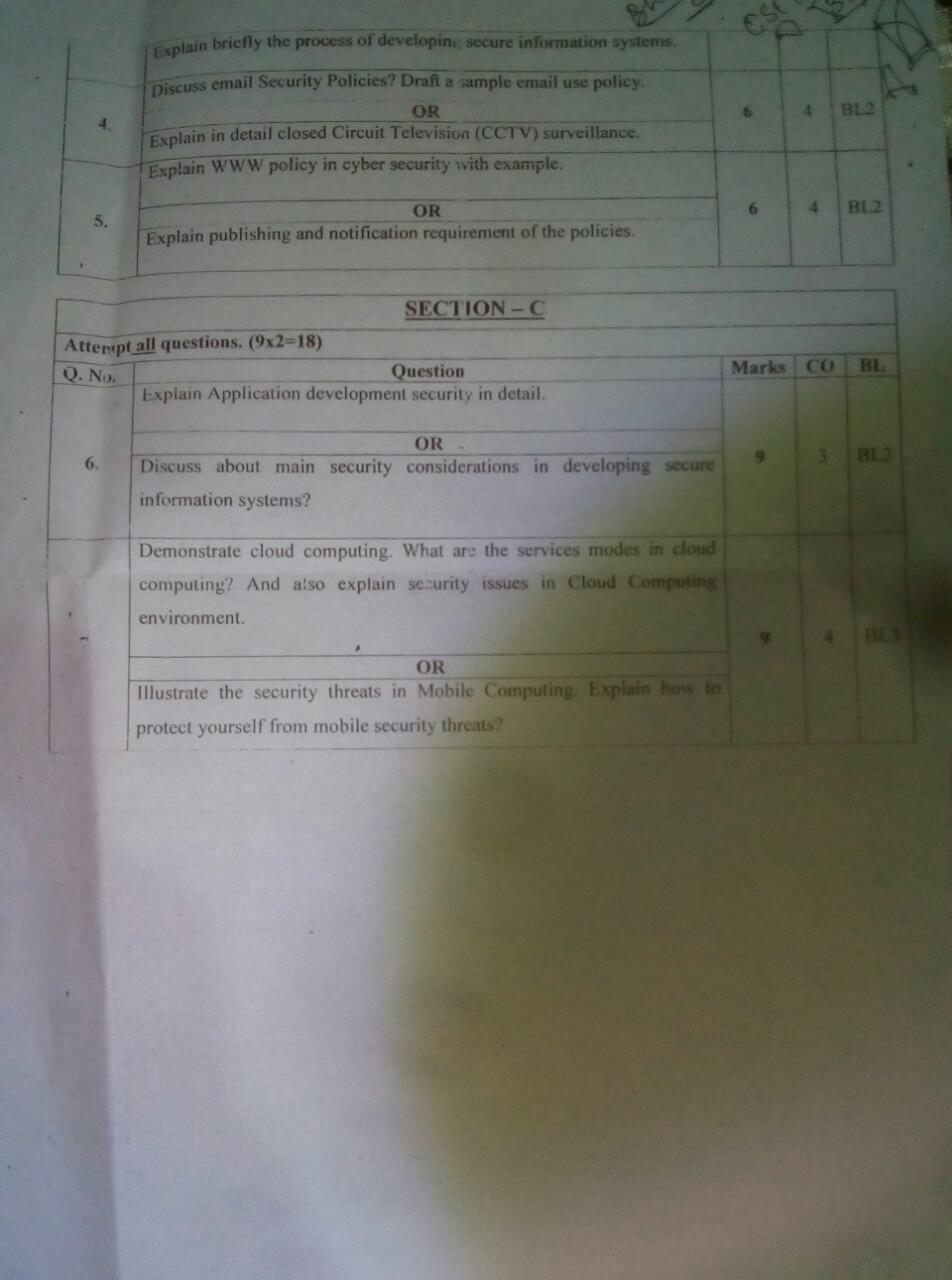 Explain briefly the process of developing secure information systems.
Discuss email Security Policies? Draft a sample email use policy.
4. OR 6 4 BL2
Explain in detail closed Circuit Television (CCTV) surveillance.
Explain WWW policy in cyber security with example.
5. OR 6 4 BL2
Explain publishing and notification requirement of the policies.
SECTION – C
Attempt all questions. (9x2=18)
Q. No. Question Marks CO BL
Explain Application development security in detail.
OR
6. 9 3 BL2
Discuss about main security considerations in developing secure
information systems?
Demonstrate cloud computing. What are the services modes in cloud
computing? And also explain security issues in Cloud Computing
environment.
9 4 BL3
OR
Illustrate the security threats in Mobile Computing. Explain how to
protect yourself from mobile security threats?